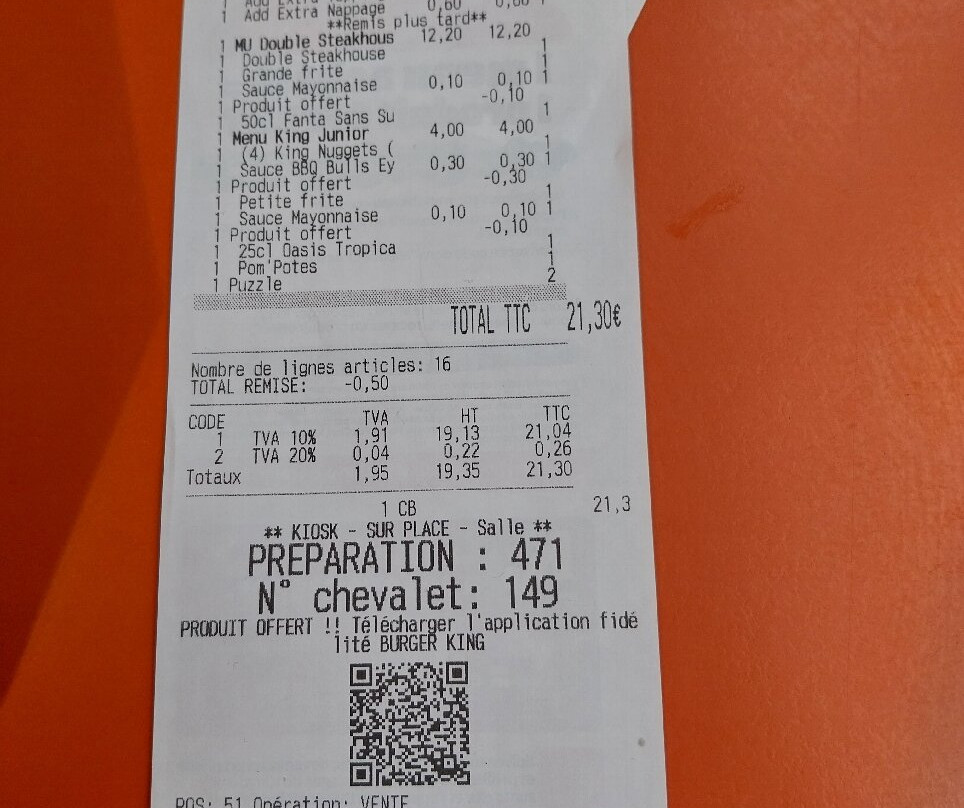 1 Add Extra Nappage 0,60 0,60 1
**Remis plus tard**
1 MU Double Steakhous 12,20 12,20
1 Double Steakhouse 1
1 Grande frite 1
1 Sauce Mayonnaise 0,10 0,10 1
1 Produit offert -0,10
1 50cl Fanta Sans Su 1
1 Menu King Junior 4,00 4,00
1 (4) King Nuggets ( 1
1 Sauce BBQ Bulls Ey 0,30 0,30 1
1 Produit offert -0,30
1 Petite frite 1
1 Sauce Mayonnaise 0,10 0,10 1
1 Produit offert -0,10
1 25cl Oasis Tropica 1
1 Pom'Potes 1
1 Puzzle 2
TOTAL TTC 21,30€
Nombre de lignes articles: 16
TOTAL REMISE: -0,50
CODE TVA HT TTC
1 TVA 10% 1,91 19,13 21,04
2 TVA 20% 0,04 0,22 0,26
Totaux 1,95 19,35 21,30
1 CB 21,3
** KIOSK - SUR PLACE - Salle **
PREPARATION : 471
N° chevalet: 149
PRODUIT OFFERT !! Télécharger l'application fidé
lité BURGER KING
POS: 51 Opération: VENTE